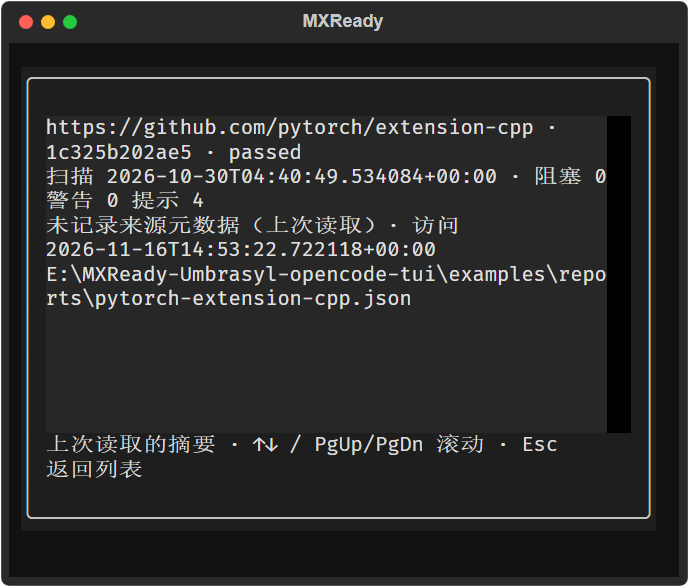 MXReady
https://github.com/pytorch/extension-cpp ·
1c325b202ae5 · passed
扫描 2026-10-30T04:40:49.534084+00:00 · 阻塞 0
警告 0 提示 4
未记录来源元数据（上次读取）· 访问
2026-11-16T14:53:22.722118+00:00
E:\MXReady-Umbrasyl-opencode-tui\examples\repo
rts\pytorch-extension-cpp.json
上次读取的摘要 · ↑↓ / PgUp/PgDn 滚动 · Esc
返回列表